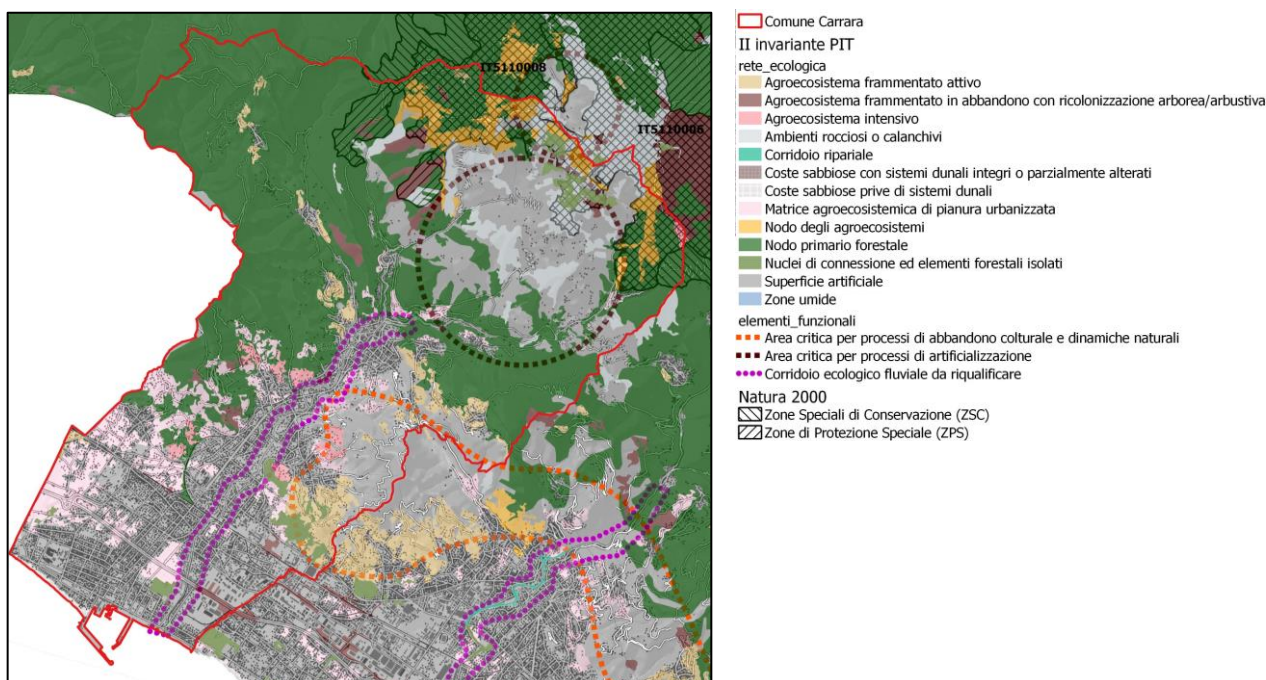 IT5110008
IT5110006
Comune Carrara
II invariante PIT
rete_ecologica
Agroecosistema frammentato attivo
Agroecosistema frammentato in abbandono con ricolonizzazione arborea/arbustiva
Agroecosistema intensivo
Ambienti rocciosi o calanchivi
Corridoio ripariale
Coste sabbiose con sistemi dunali integri o parzialmente alterati
Coste sabbiose prive di sistemi dunali
Matrice agroecosistemica di pianura urbanizzata
Nodo degli agroecosistemi
Nodo primario forestale
Nuclei di connessione ed elementi forestali isolati
Superficie artificiale
Zone umide
elementi_funzionali
Area critica per processi di abbandono colturale e dinamiche naturali
Area critica per processi di artificializzazione
Corridoio ecologico fluviale da riqualificare
Natura 2000
Zone Speciali di Conservazione (ZSC)
Zone di Protezione Speciale (ZPS)